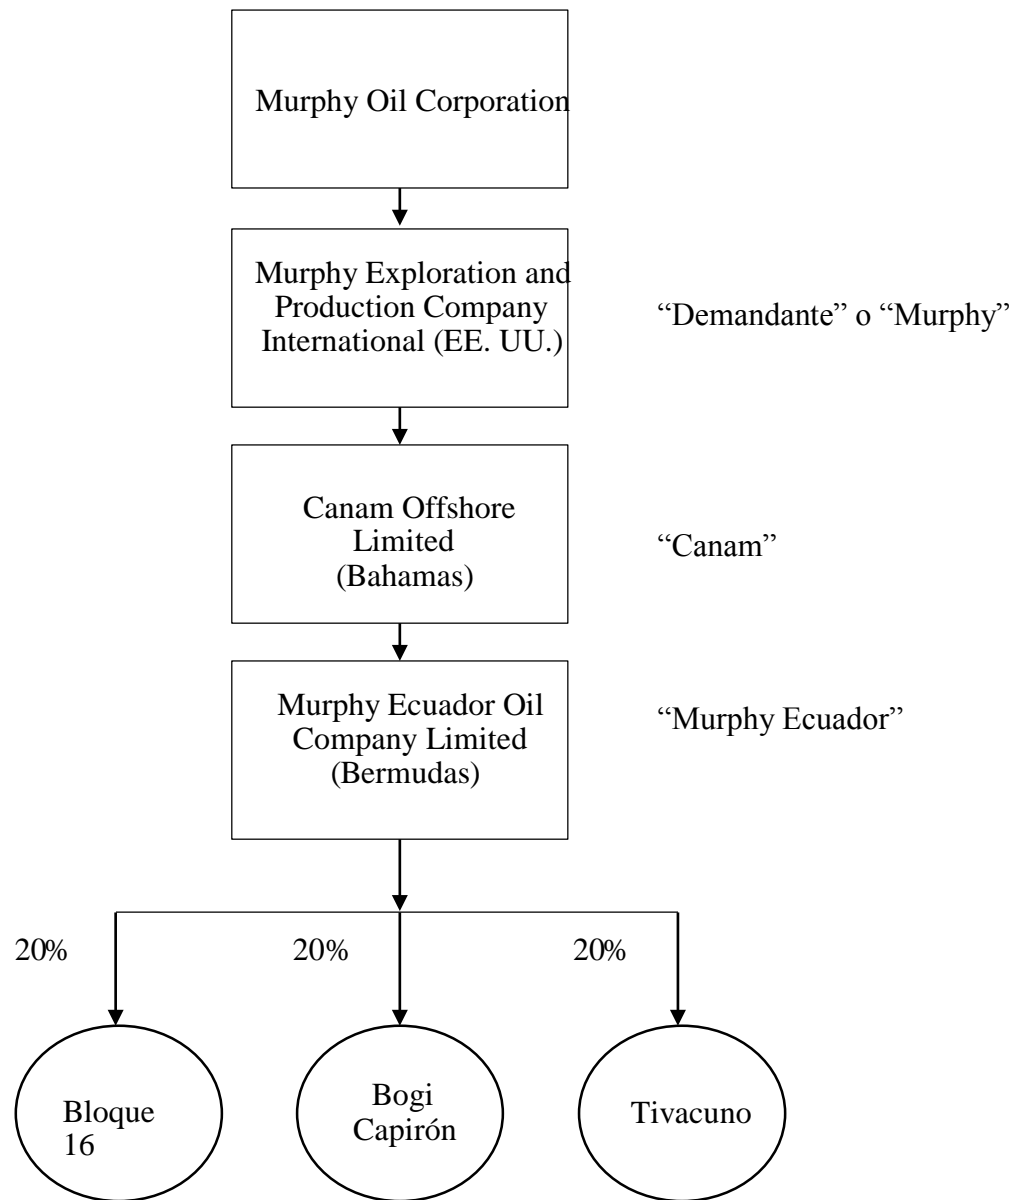 Murphy Oil Corporation
Murphy Exploration and
Production Company
International (EE. UU.)
“Demandante” o “Murphy”
Canam Offshore
Limited
(Bahamas)
“Canam”
Murphy Ecuador Oil
Company Limited
(Bermudas)
“Murphy Ecuador”
20%
20%
20%
Bloque
16
Bogi
Capirón
Tivacuno